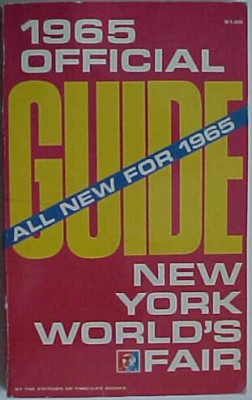 $1.00
1965
OFFICIAL
GUIDE
ALL NEW FOR 1965
NEW
YORK
WORLD'S
FAIR
BY THE EDITORS OF TIME-LIFE BOOKS